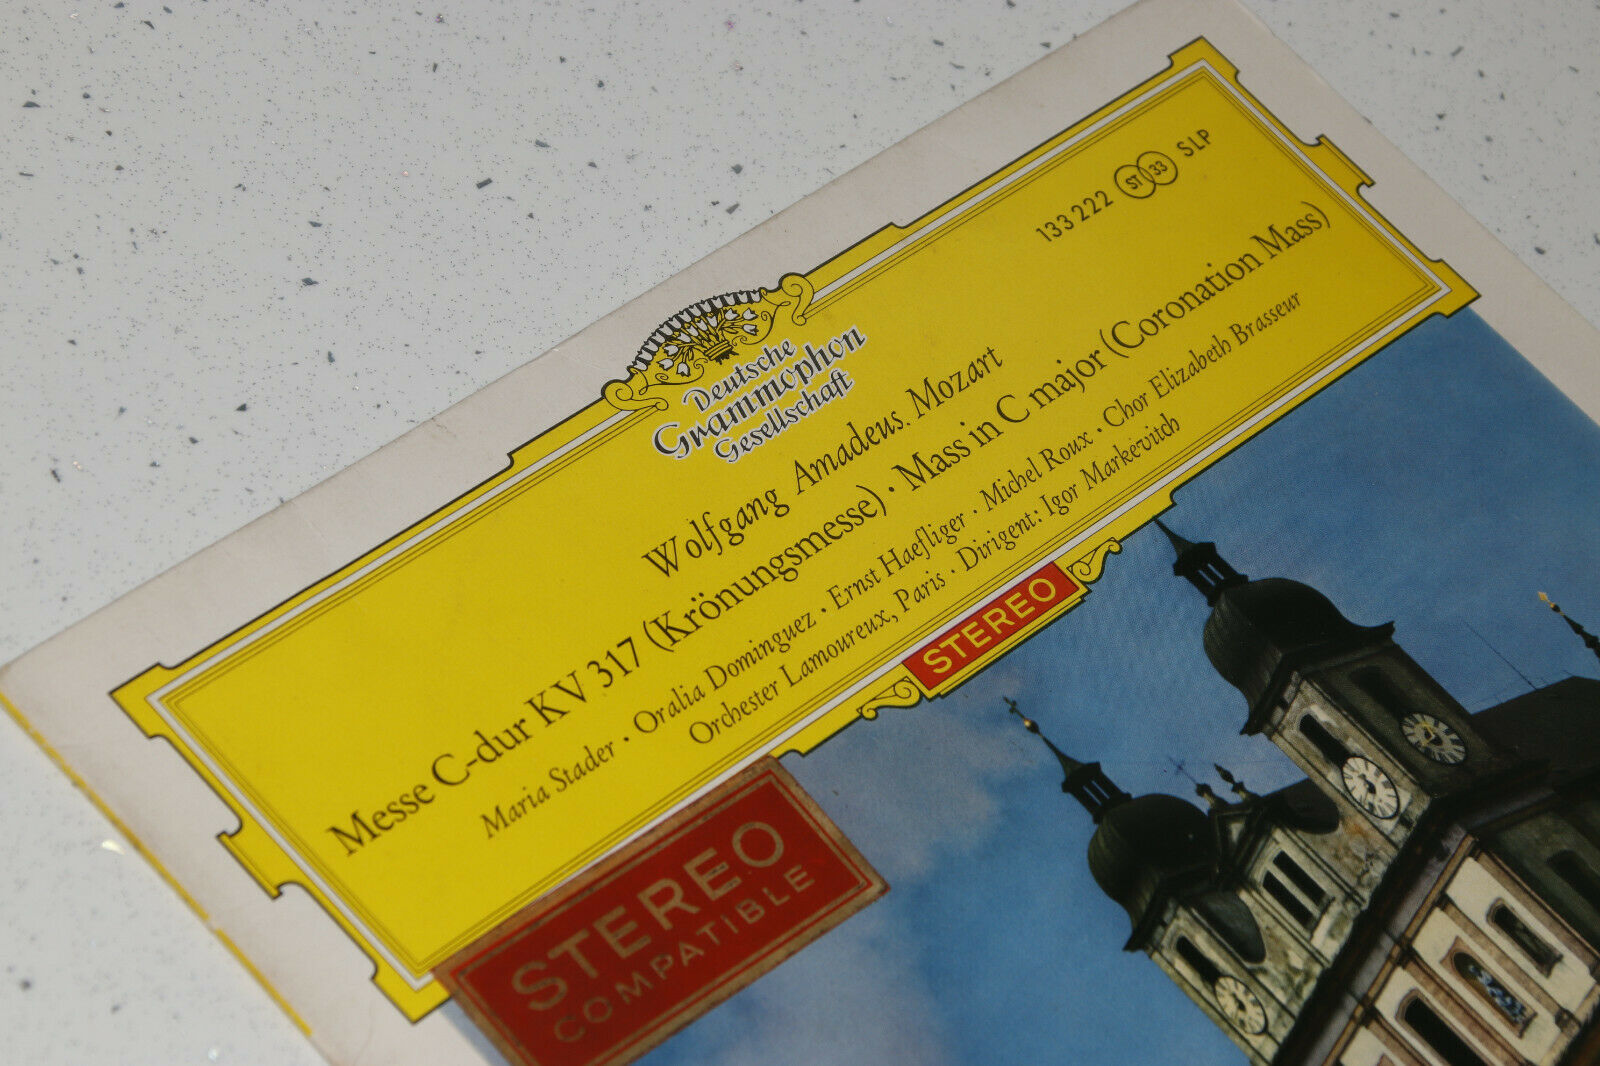 133 222 ST 33 SLP
Deutsche
Grammophon
Gesellschaft
Wolfgang Amadeus Mozart
Messe C-dur KV 317 (Krönungsmesse) · Mass in C major (Coronation Mass)
Maria Stader · Oralia Dominguez · Ernst Haefliger · Michel Roux · Chor Elizabeth Brasseur
Orchester Lamoureux, Paris · Dirigent: Igor Markevitch
STEREO
STEREO
COMPATIBLE